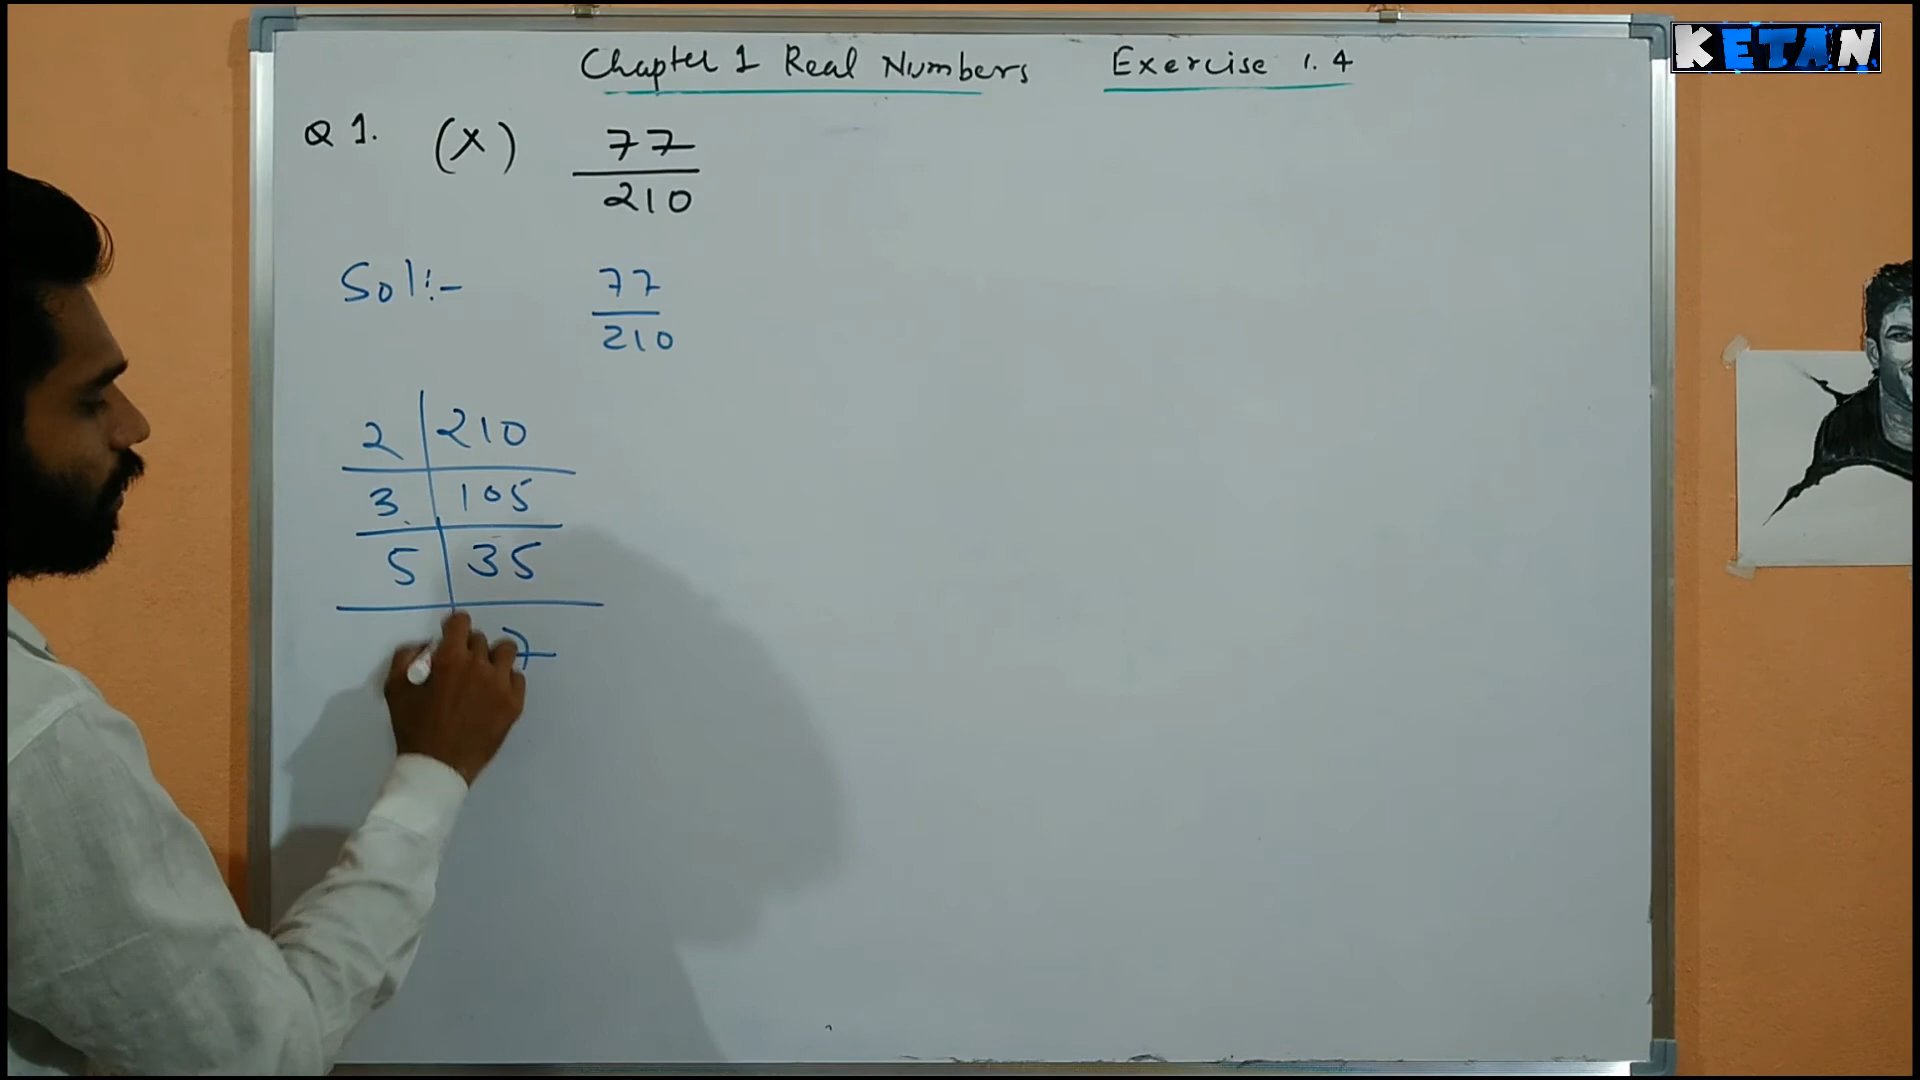 KETAN
Chapter 1 Real Numbers Exercise 1.4
Q 1. (x) 77
210
Sol:- 77
210
2 210
3 105
5 35
7